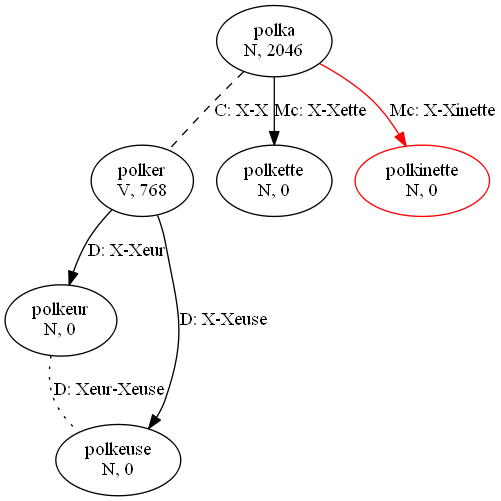 polka
N, 2046
C: X-X
Mc: X-Xette
Mc: X-Xinette
polker
V, 768
polkette
N, 0
polkinette
N, 0
D: X-Xeur
polkeur
N, 0
D: X-Xeuse
D: Xeur-Xeuse
polkeuse
N, 0